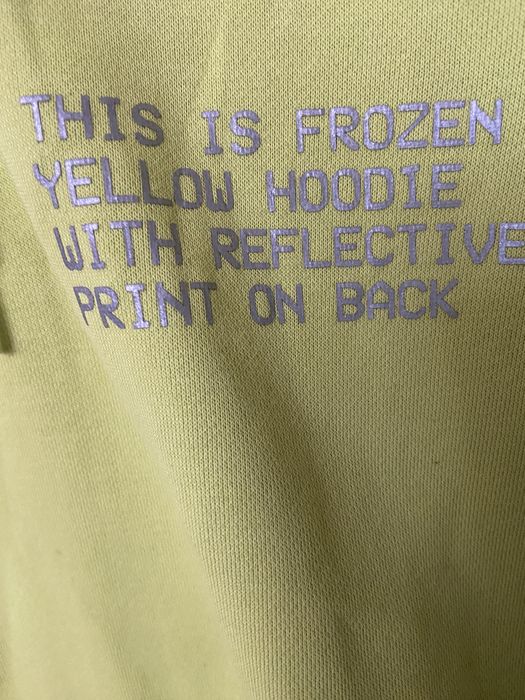 THIS IS FROZEN
YELLOW HOODIE
WITH REFLECTIVE
PRINT ON BACK